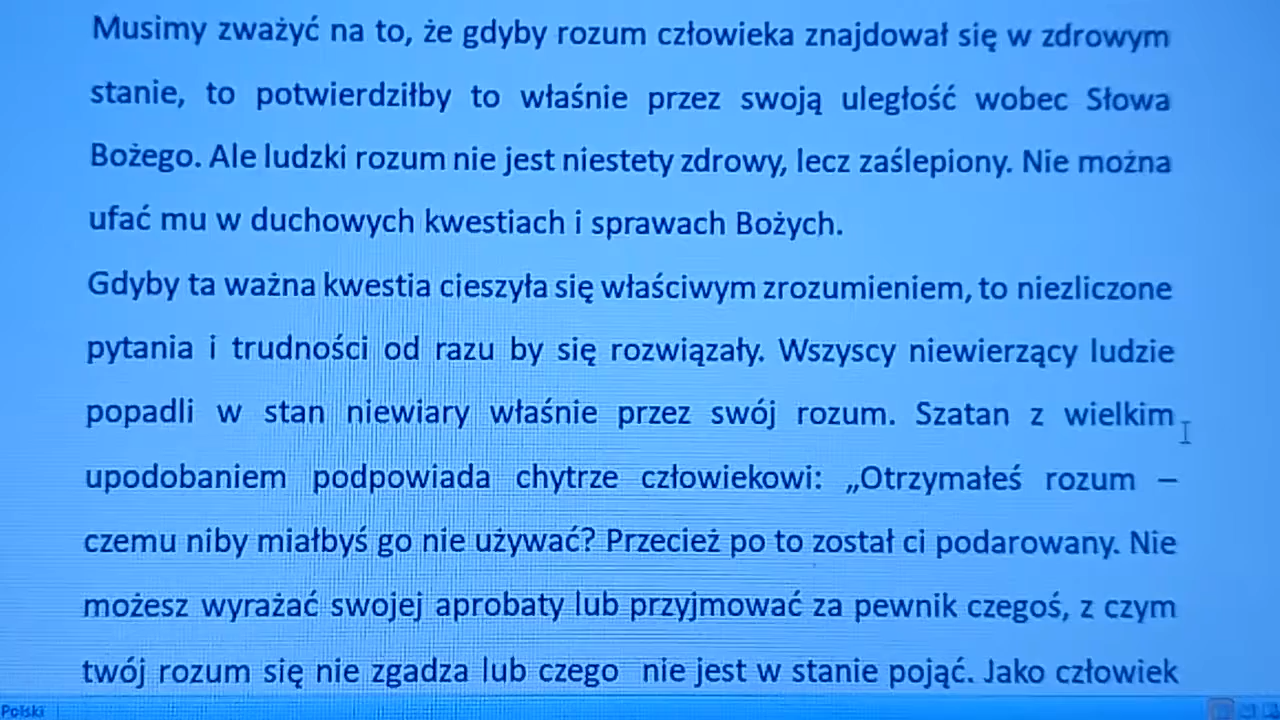 Musimy zważyć na to, że gdyby rozum człowieka znajdował się w zdrowym
stanie, to potwierdziłby to właśnie przez swoją uległość wobec Słowa
Bożego. Ale ludzki rozum nie jest niestety zdrowy, lecz zaślepiony. Nie można
ufać mu w duchowych kwestiach i sprawach Bożych.
Gdyby ta ważna kwestia cieszyła się właściwym zrozumieniem, to niezliczone
pytania i trudności od razu by się rozwiązały. Wszyscy niewierzący ludzie
popadli w stan niewiary właśnie przez swój rozum. Szatan z wielkim
upodobaniem podpowiada chytrze człowiekowi: „Otrzymałeś rozum –
czemu niby miałbyś go nie używać? Przecież po to został ci podarowany. Nie
możesz wyrażać swojej aprobaty lub przyjmować za pewnik czegoś, z czym
twój rozum się nie zgadza lub czego nie jest w stanie pojąć. Jako człowiek
Polski